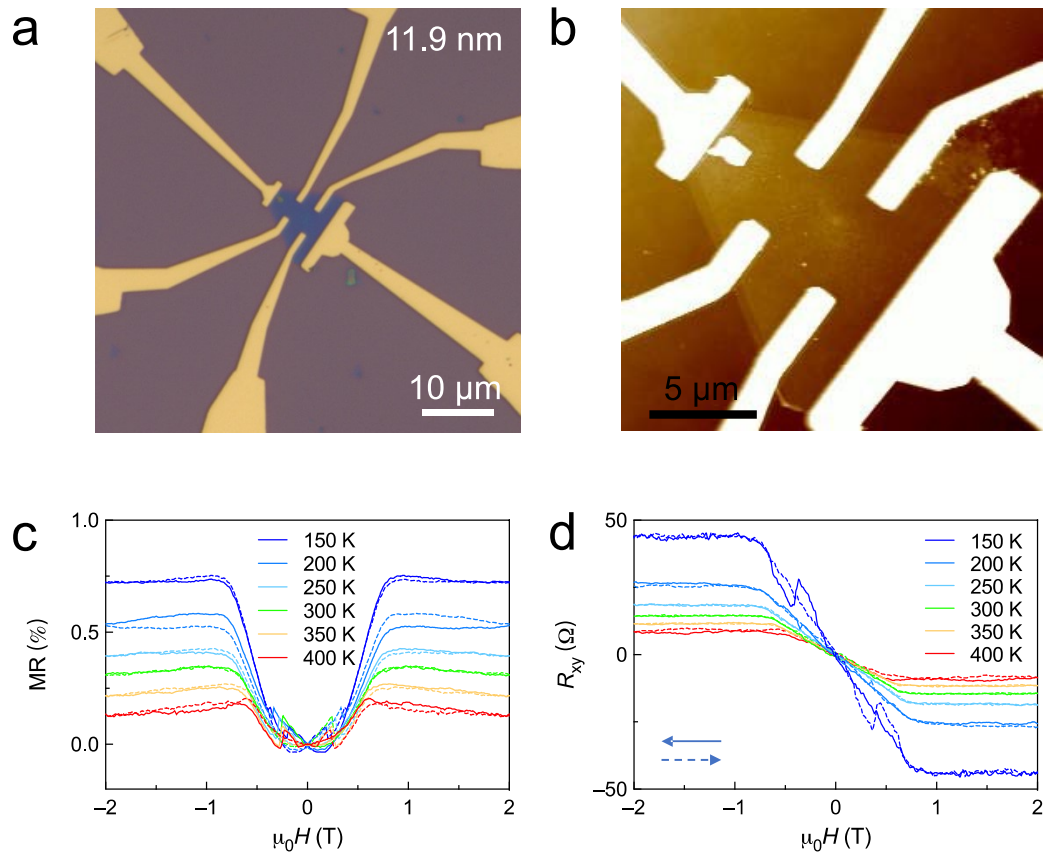 a
11.9 nm
10 μm
b
5 μm
c
MR (%)
1.0
0.5
0.0
150 K
200 K
250 K
300 K
350 K
400 K
–2
–1
0
1
2
μ₀H (T)
d
Rxy (Ω)
50
0
–50
150 K
200 K
250 K
300 K
350 K
400 K
–2
–1
0
1
2
μ₀H (T)